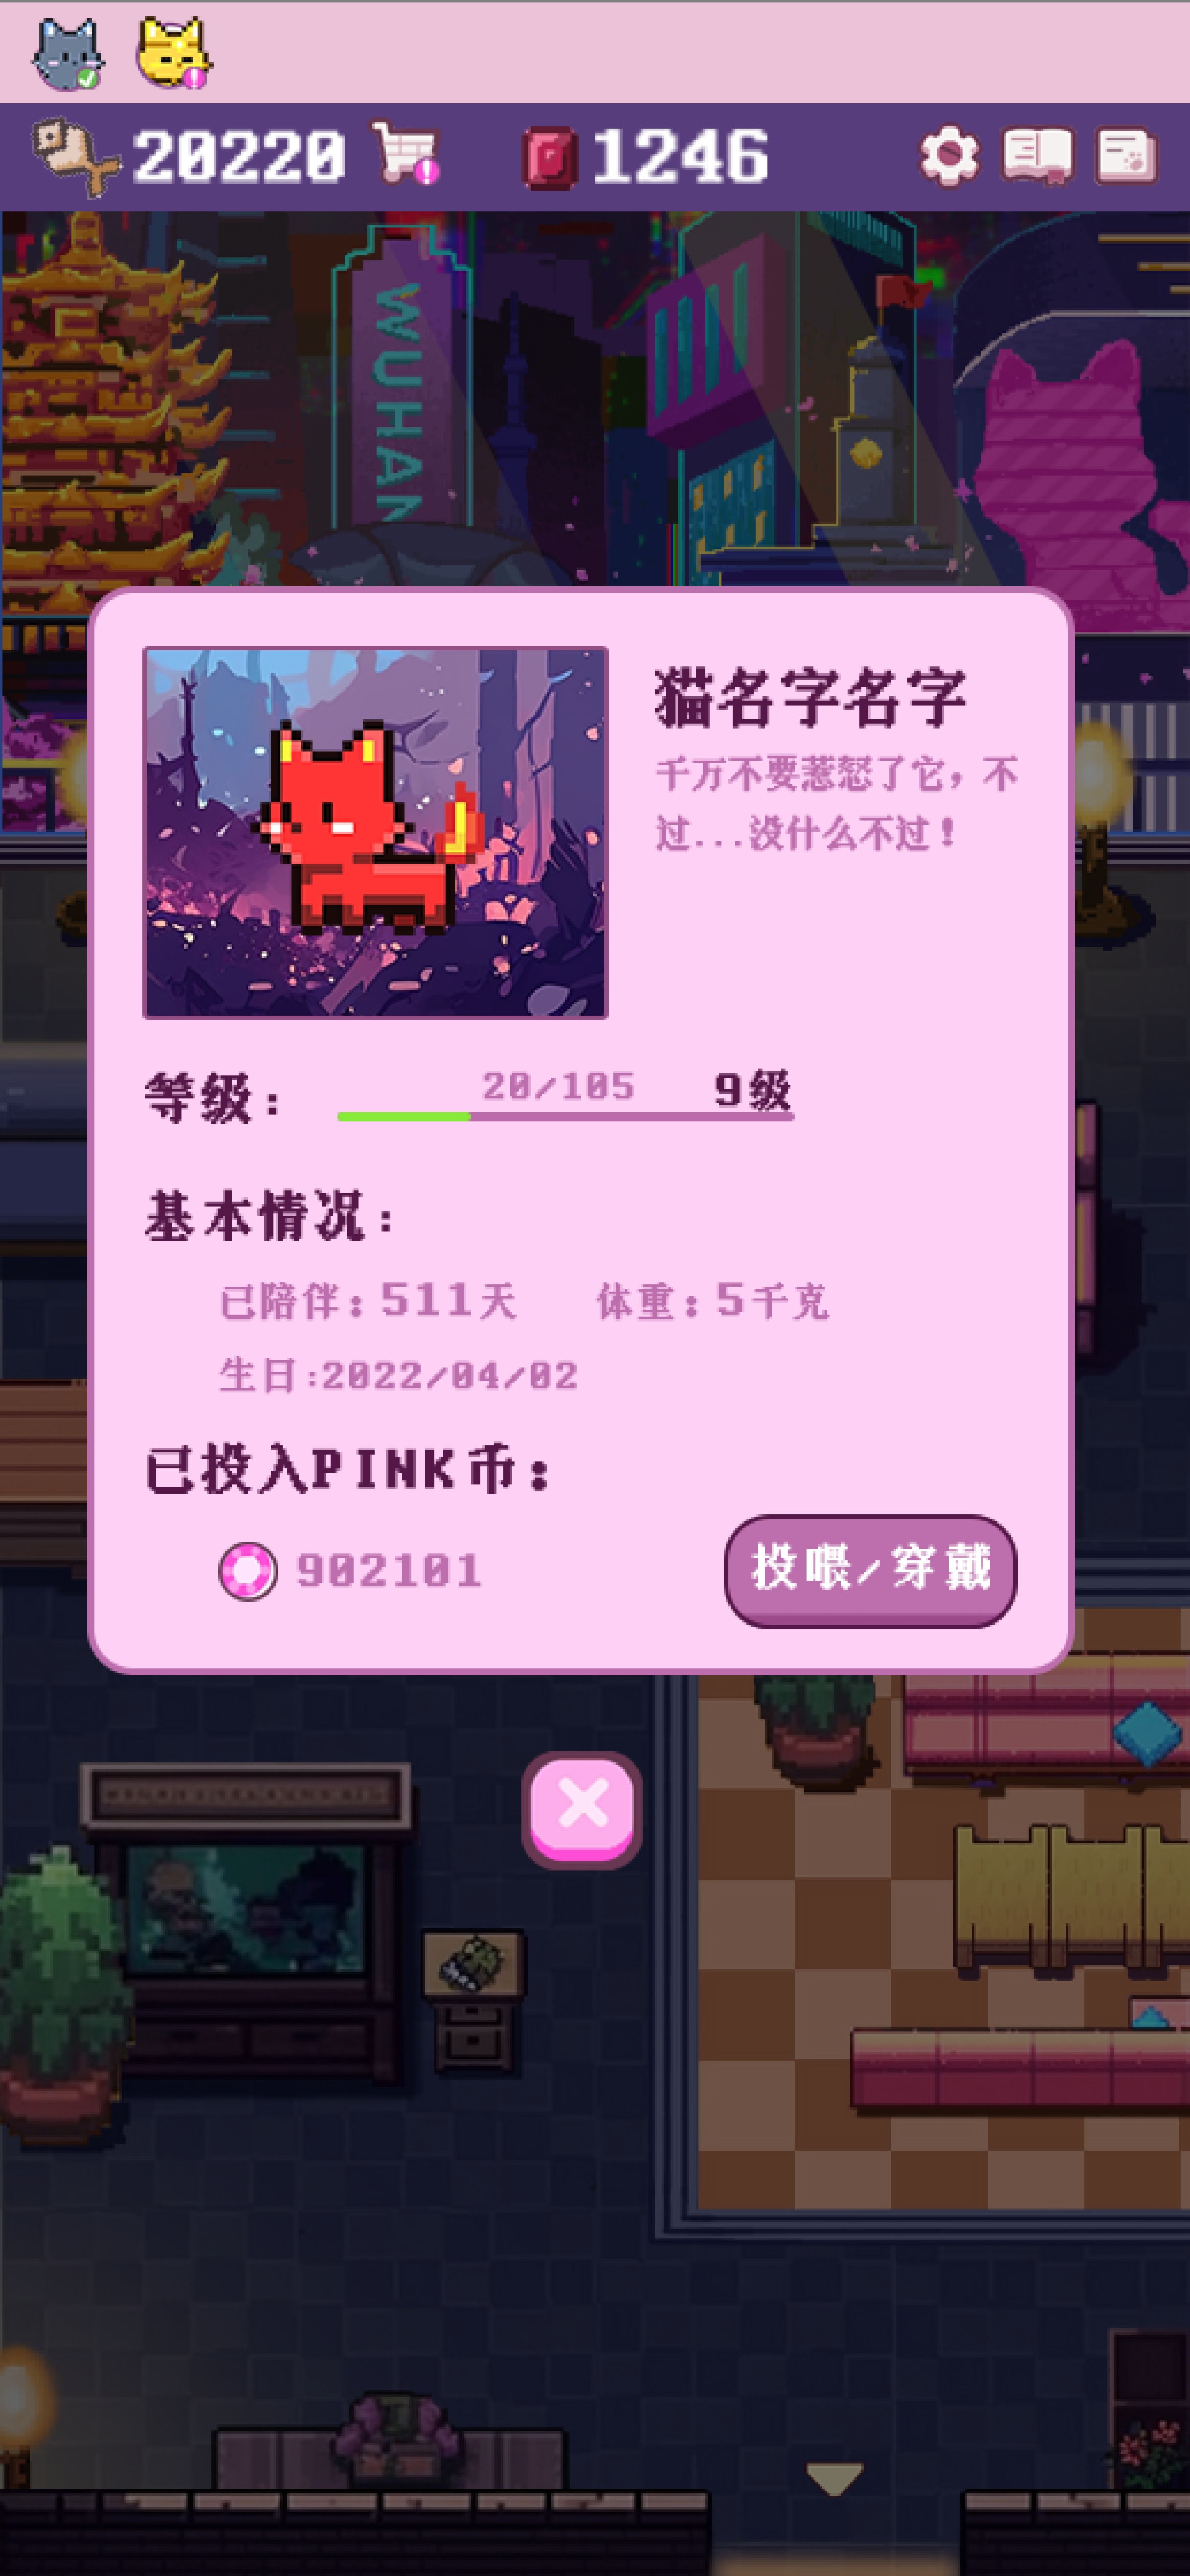 20220
1246
WUHAN
猫名字名字
千万不要惹怒了它，不
过...没什么不过！
等级：
20/105
9级
基本情况：
已陪伴：511天
体重：5千克
生日:2022/04/02
已投入PINK币：
902101
投喂/穿戴